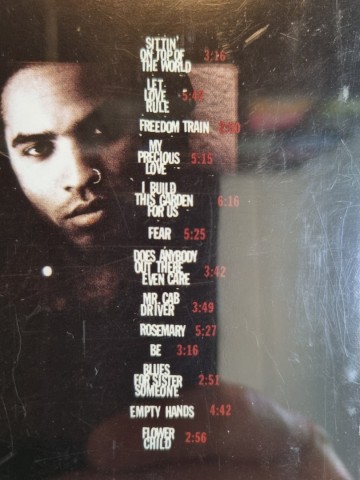 SITTIN'
ON TOP OF
THE WORLD 3:16
LET
LOVE
RULE
FREEDOM TRAIN
MY
PRECIOUS 5:15
LOVE
I BUILD
THIS GARDEN 6:16
FOR US
FEAR 5:25
DOES ANYBODY
OUT THERE 3:42
EVEN CARE
MR. CAB
DRIVER 3:49
ROSEMARY 5:27
BE 3:16
BLUES
FOR SISTER 2:51
SOMEONE
EMPTY HANDS 4:42
FLOWER
CHILD 2:56